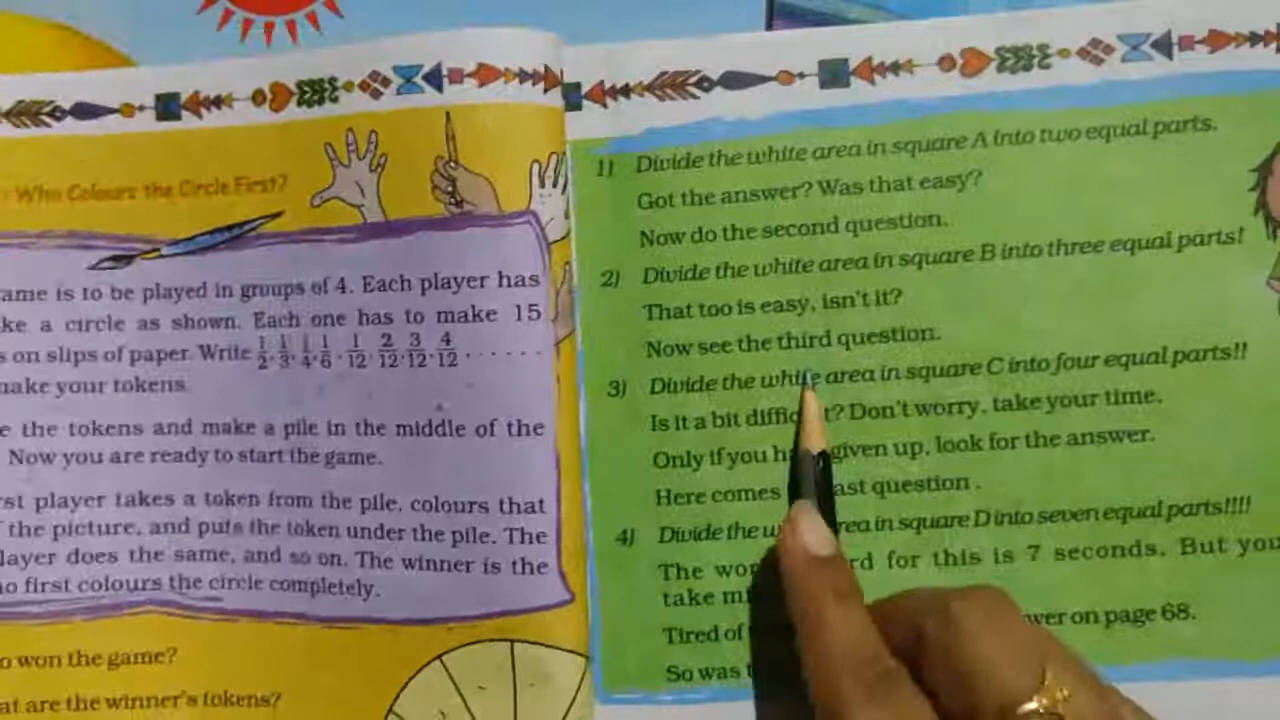 Who Colours the Circle First?
ame is to be played in groups of 4. Each player has
ke a circle as shown. Each one has to make 15
s on slips of paper. Write 1/2, 1/3, 1/4, 1/6, 1/12, 2/12, 3/12, 4/12 ......
make your tokens
e the tokens and make a pile in the middle of the
Now you are ready to start the game.
rst player takes a token from the pile, colours that
the picture, and puts the token under the pile. The
layer does the same, and so on. The winner is the
ho first colours the circle completely.
o won the game?
at are the winner's tokens?
1) Divide the white area in square A into two equal parts.
Got the answer? Was that easy?
Now do the second question.
2) Divide the white area in square B into three equal parts!
That too is easy, isn't it?
Now see the third question.
3) Divide the white area in square C into four equal parts!!
Is it a bit diffic t? Don't worry, take your time.
Only if you ha given up, look for the answer.
Here comes ast question.
4) Divide the w rea in square D into seven equal parts!!!!
The wor rd for this is 7 seconds. But you
take m
Tired of wer on page 68.
So was t